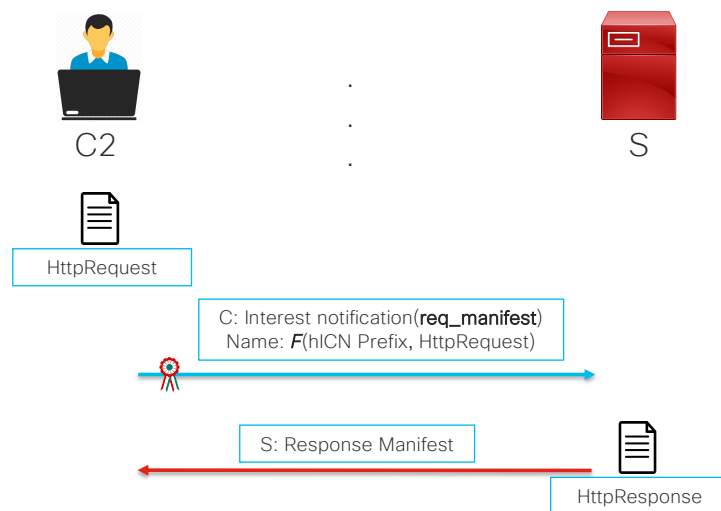 C2
S
.
.
.
HttpRequest
C: Interest notification(req_manifest)
Name: F(hICN Prefix, HttpRequest)
S: Response Manifest
HttpResponse